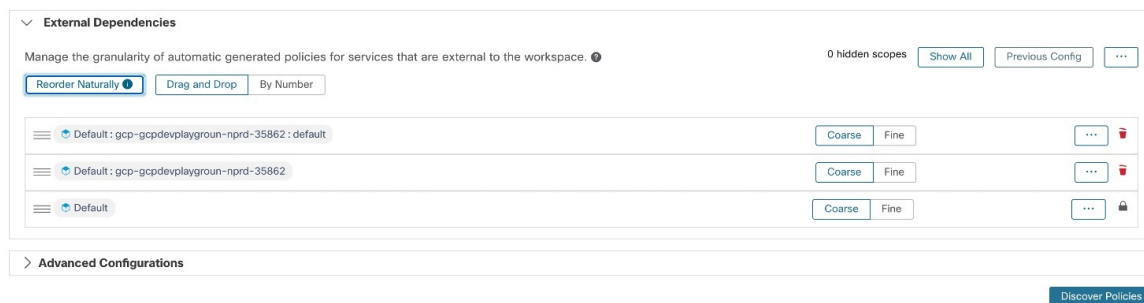 External Dependencies
Manage the granularity of automatic generated policies for services that are external to the workspace.
0 hidden scopes Show All Previous Config ...
Reorder Naturally Drag and Drop By Number
Default : gcp-gcpdevplaygroun-nprd-35862 : default Coarse Fine ...
Default : gcp-gcpdevplaygroun-nprd-35862 Coarse Fine ...
Default Coarse Fine ...
Advanced Configurations
Discover Policies